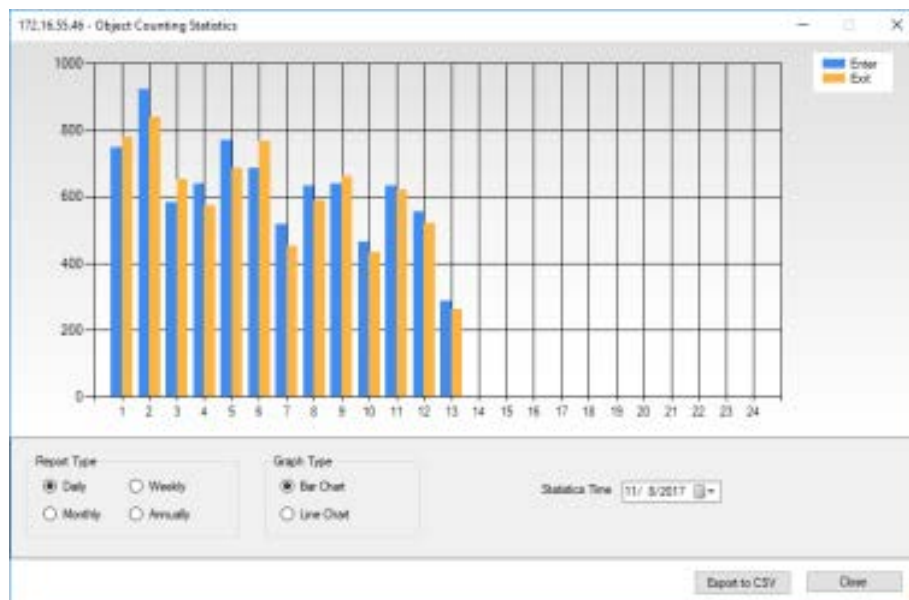 172.16.55.46 - Object Counting Statistics
Enter
Exit
1000
800
600
400
200
0
1 2 3 4 5 6 7 8 9 10 11 12 13 14 15 16 17 18 19 20 21 22 23 24
Report Type
Daily Weekly
Monthly Annually
Graph Type
Bar Chart
Line Chart
Statistics Time
Export to CSV Close